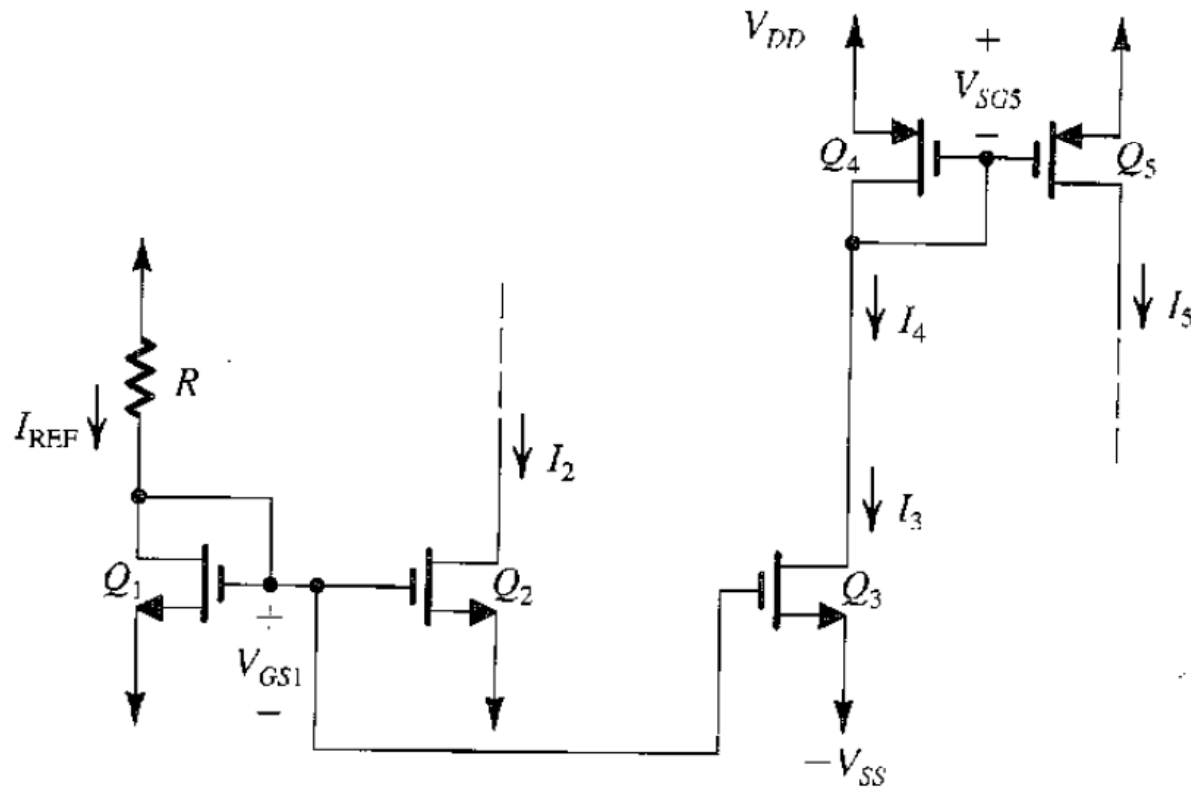 V_DD
+
V_SG5
−
Q_4
Q_5
I_4
I_5
R
I_REF
I_2
I_3
Q_1
Q_2
Q_3
+
V_GS1
−
−V_SS